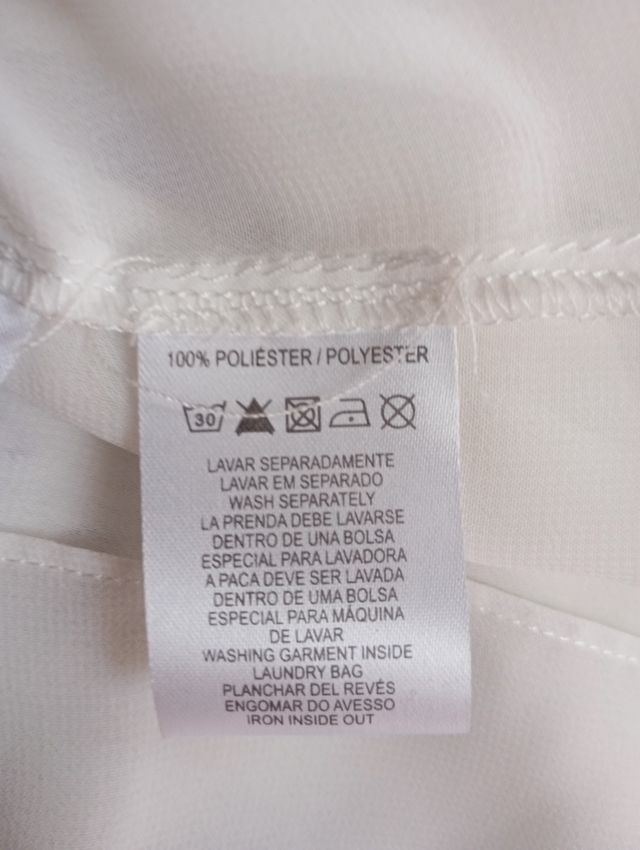 100% POLIÉSTER / POLYESTER
30
LAVAR SEPARADAMENTE
LAVAR EM SEPARADO
WASH SEPARATELY
LA PRENDA DEBE LAVARSE
DENTRO DE UNA BOLSA
ESPECIAL PARA LAVADORA
A PACA DEVE SER LAVADA
DENTRO DE UMA BOLSA
ESPECIAL PARA MÁQUINA
DE LAVAR
WASHING GARMENT INSIDE
LAUNDRY BAG
PLANCHAR DEL REVÉS
ENGOMAR DO AVESSO
IRON INSIDE OUT